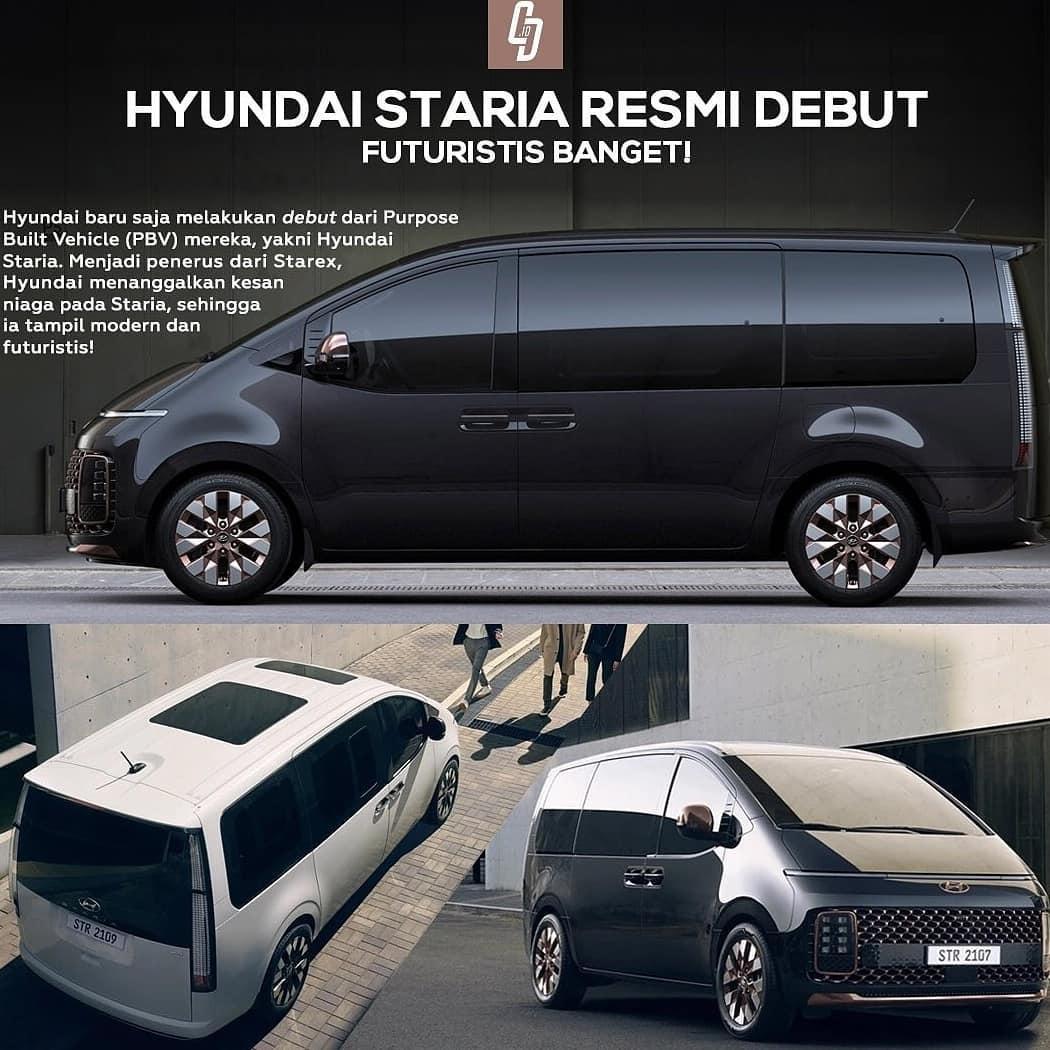 CD
.ID
HYUNDAI STARIA RESMI DEBUT
FUTURISTIS BANGET!
Hyundai baru saja melakukan debut dari Purpose
Built Vehicle (PBV) mereka, yakni Hyundai
Staria. Menjadi penerus dari Starex,
Hyundai menanggalkan kesan
niaga pada Staria, sehingga
ia tampil modern dan
futuristis!
STR 2109
STR 2107